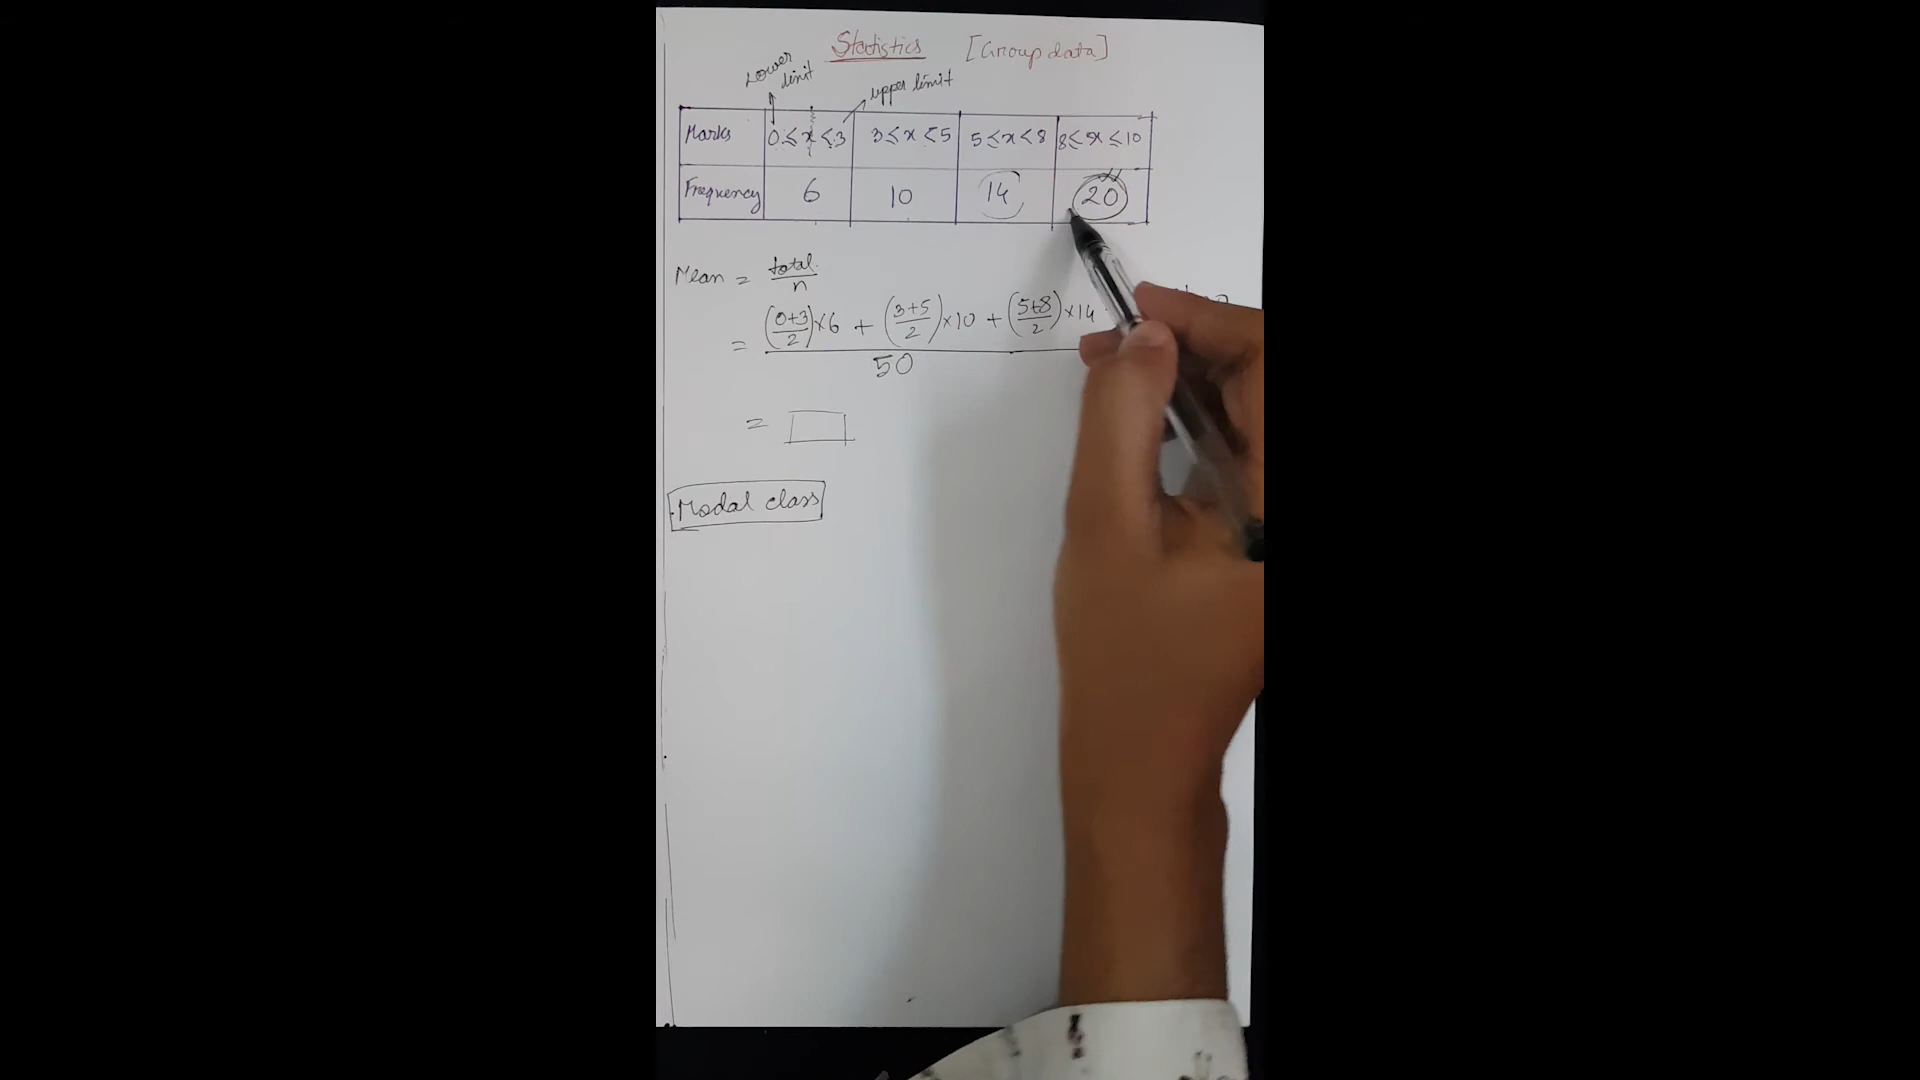 Statistics [Group data]
Lower limit
upper limit
Marks 0≤x≤3 3≤x≤5 5≤x≤8 8≤x≤10
Frequency 6 10 14 20
Mean = total/n
= ((0+3)/2)×6 + ((3+5)/2)×10 + ((5+8)/2)×14
50
=
Modal class